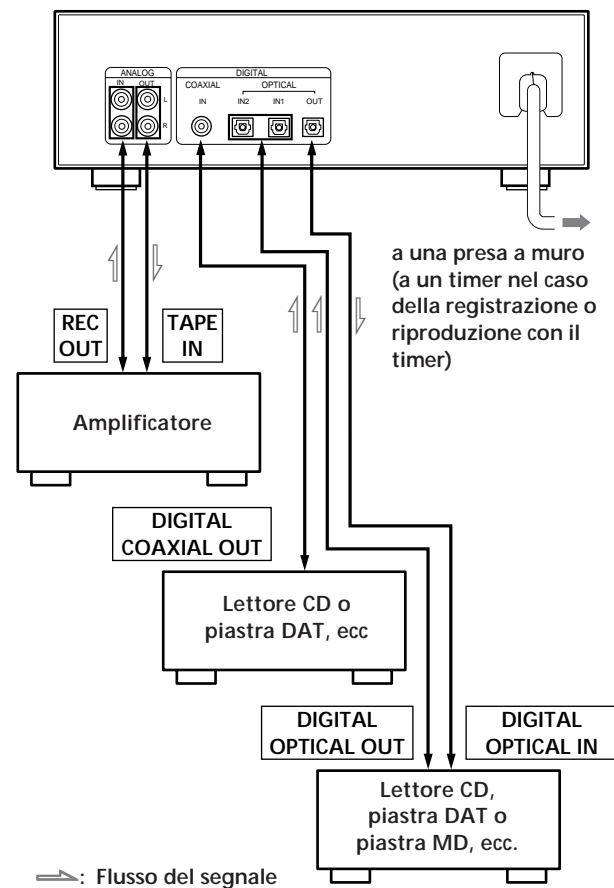 ANALOG
IN OUT
L
R
DIGITAL
COAXIAL
OPTICAL
IN
IN2
IN1
OUT
a una presa a muro
(a un timer nel caso
della registrazione o
riproduzione con il
timer)
REC
OUT
TAPE
IN
Amplificatore
DIGITAL
COAXIAL OUT
Lettore CD o
piastra DAT, ecc
DIGITAL
OPTICAL OUT
DIGITAL
OPTICAL IN
Lettore CD,
piastra DAT o
piastra MD, ecc.
: Flusso del segnale